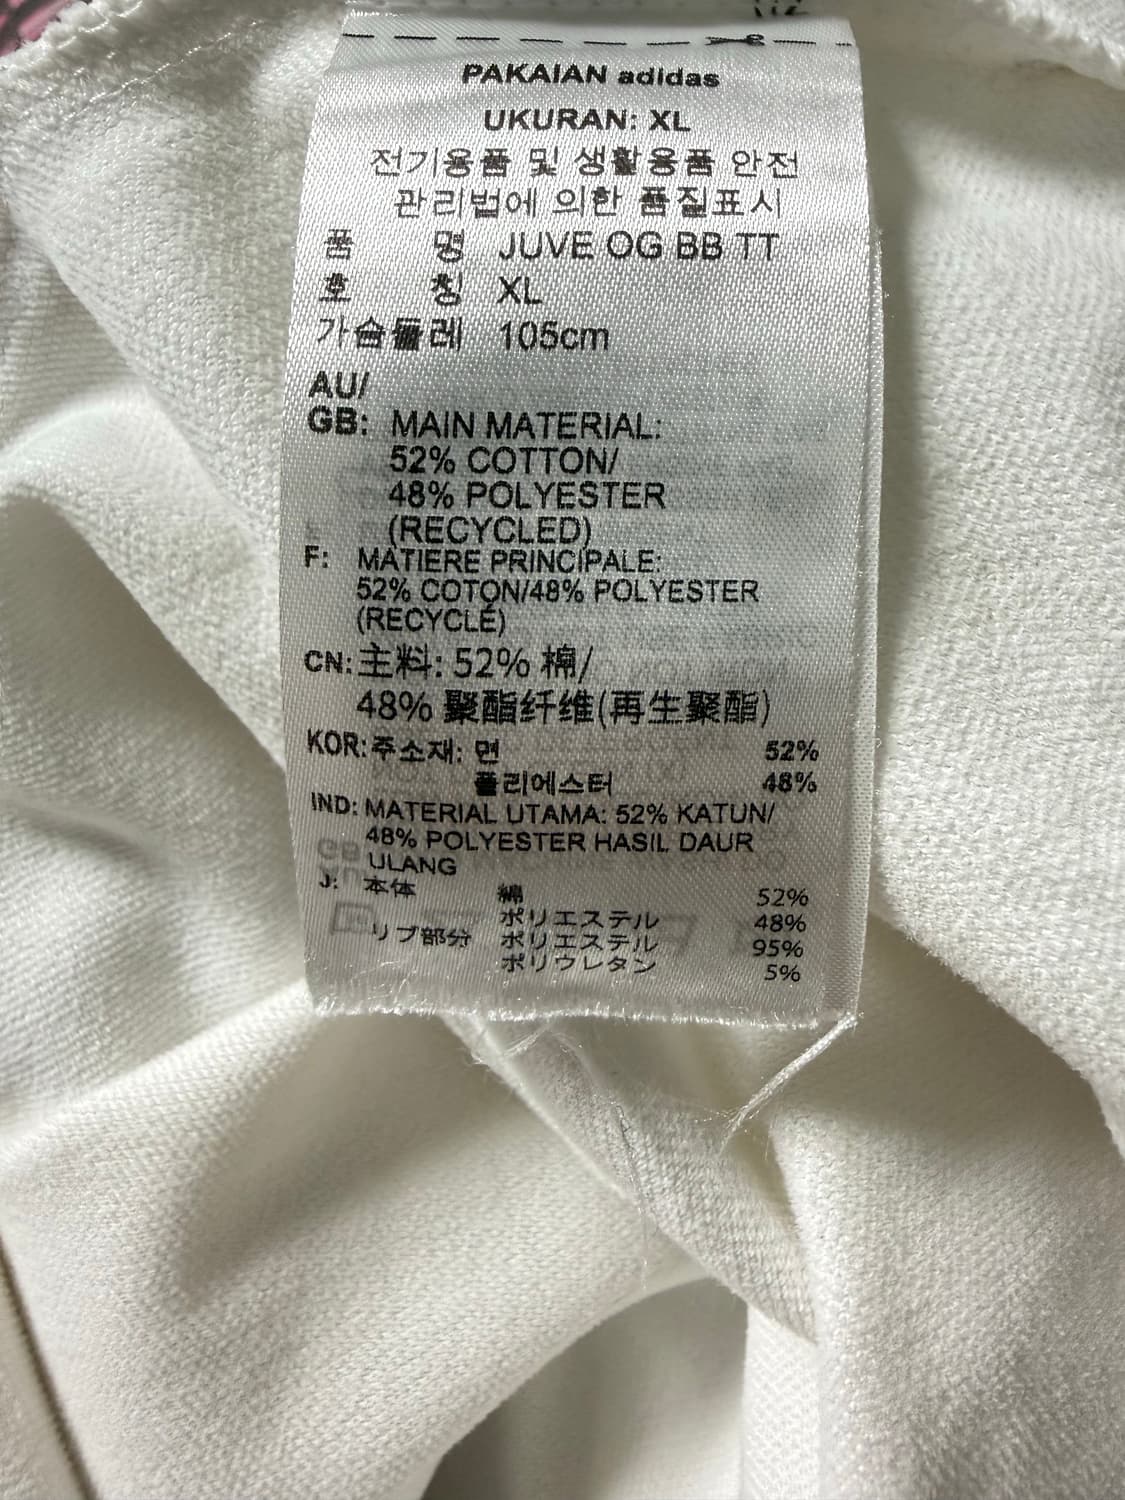 PAKAIAN adidas
UKURAN: XL
전기용품 및 생활용품 안전
관리법에 의한 품질표시
품 명 JUVE OG BB TT
호 칭 XL
가슴둘레 105cm
AU/
GB: MAIN MATERIAL:
52% COTTON/
48% POLYESTER
(RECYCLED)
F: MATIERE PRINCIPALE:
52% COTON/48% POLYESTER
(RECYCLÉ)
CN: 主料: 52% 棉/
48% 聚酯纤维(再生聚酯)
KOR: 주소재: 면 52%
폴리에스터 48%
IND: MATERIAL UTAMA: 52% KATUN/
48% POLYESTER HASIL DAUR
ULANG
J: 本体 綿 52%
ポリエステル 48%
リブ部分 ポリエステル 95%
ポリウレタン 5%